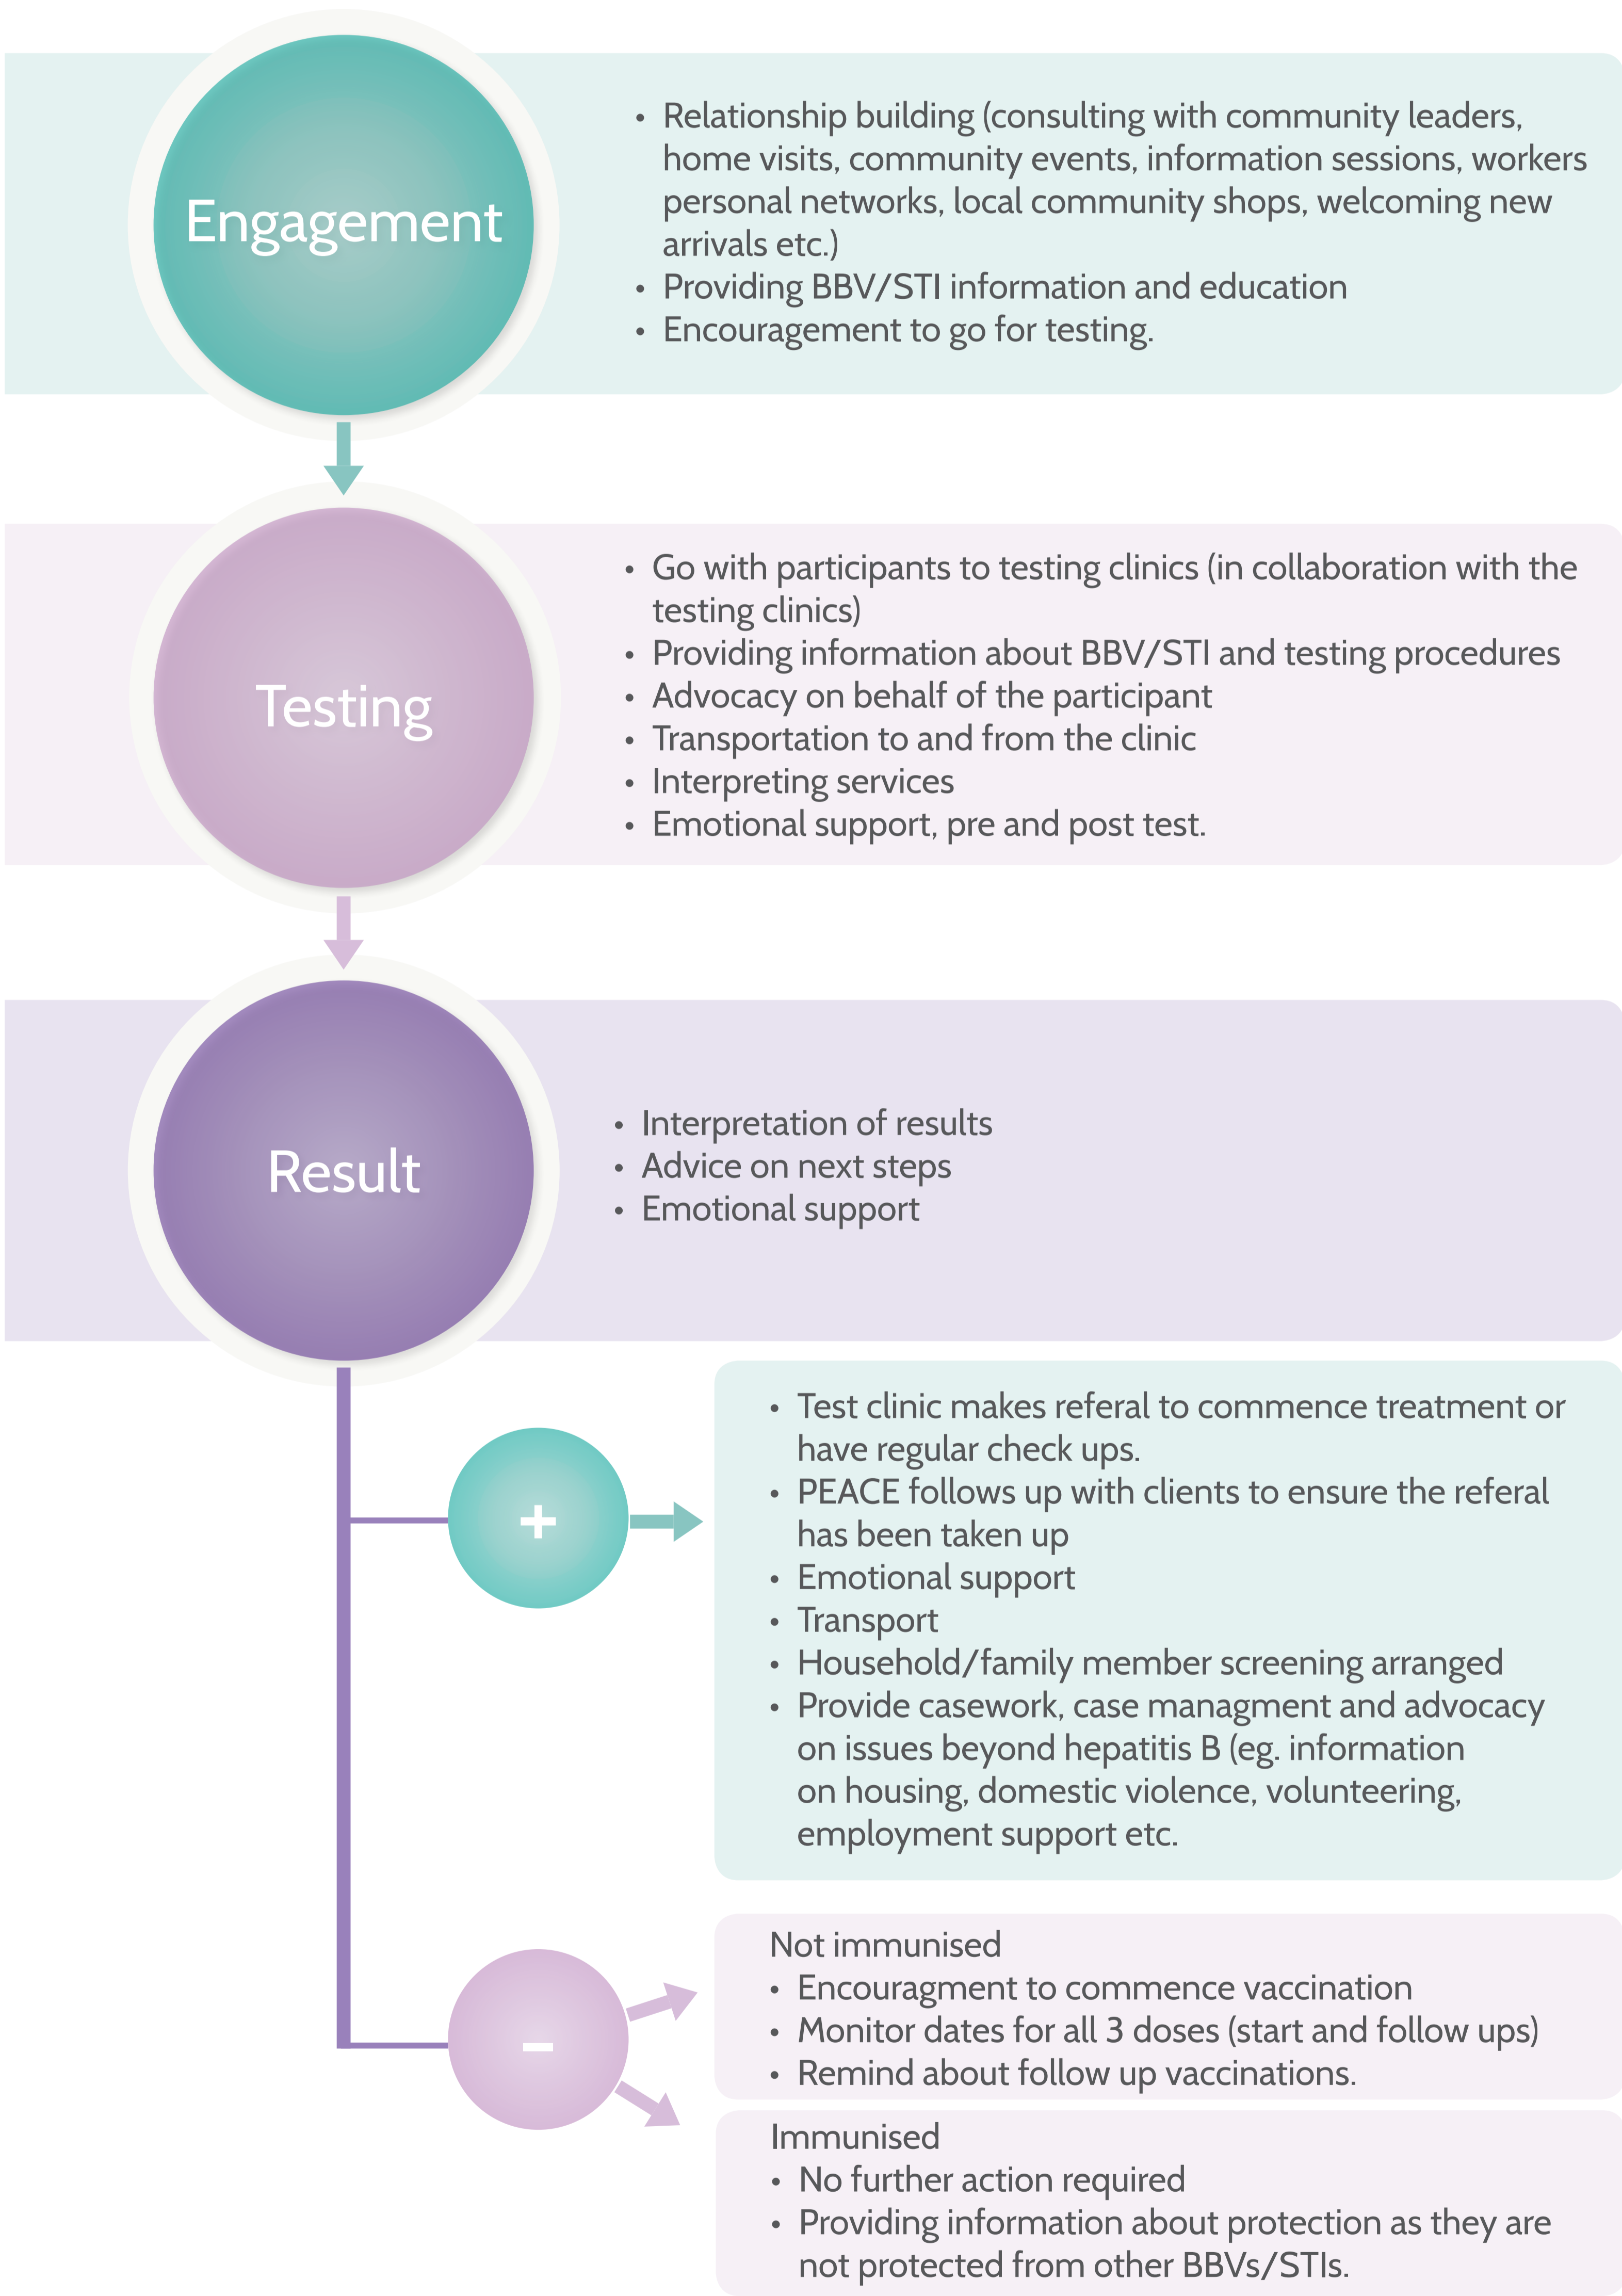 Engagement
• Relationship building (consulting with community leaders,
home visits, community events, information sessions, workers
personal networks, local community shops, welcoming new
arrivals etc.)
• Providing BBV/STI information and education
• Encouragement to go for testing.
Testing
• Go with participants to testing clinics (in collaboration with the
testing clinics)
• Providing information about BBV/STI and testing procedures
• Advocacy on behalf of the participant
• Transportation to and from the clinic
• Interpreting services
• Emotional support, pre and post test.
Result
• Interpretation of results
• Advice on next steps
• Emotional support
+
• Test clinic makes referal to commence treatment or
have regular check ups.
• PEACE follows up with clients to ensure the referal
has been taken up
• Emotional support
• Transport
• Household/family member screening arranged
• Provide casework, case managment and advocacy
on issues beyond hepatitis B (eg. information
on housing, domestic violence, volunteering,
employment support etc.
–
Not immunised
• Encouragment to commence vaccination
• Monitor dates for all 3 doses (start and follow ups)
• Remind about follow up vaccinations.
Immunised
• No further action required
• Providing information about protection as they are
not protected from other BBVs/STIs.